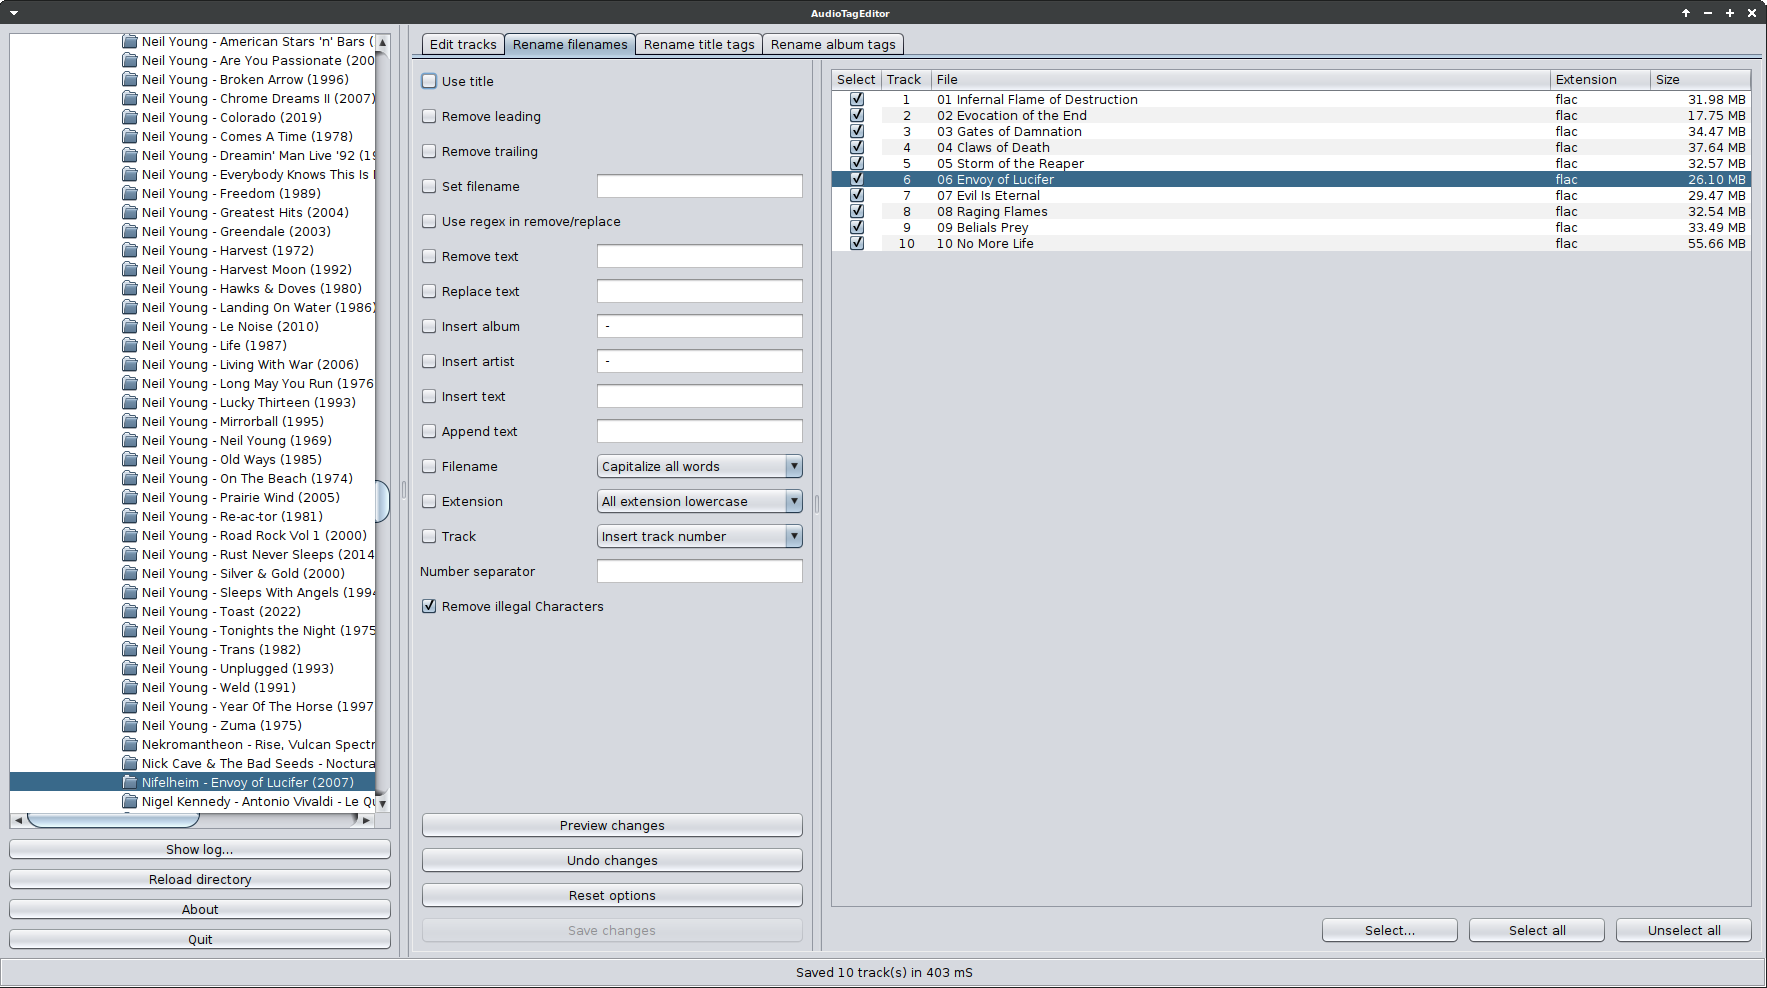 AudioTagEditor
Neil Young - American Stars 'n' Bars (
Neil Young - Are You Passionate (200
Neil Young - Broken Arrow (1996)
Neil Young - Chrome Dreams II (2007)
Neil Young - Colorado (2019)
Neil Young - Comes A Time (1978)
Neil Young - Dreamin' Man Live '92 (19
Neil Young - Everybody Knows This Is
Neil Young - Freedom (1989)
Neil Young - Greatest Hits (2004)
Neil Young - Greendale (2003)
Neil Young - Harvest (1972)
Neil Young - Harvest Moon (1992)
Neil Young - Hawks & Doves (1980)
Neil Young - Landing On Water (1986)
Neil Young - Le Noise (2010)
Neil Young - Life (1987)
Neil Young - Living With War (2006)
Neil Young - Long May You Run (1976
Neil Young - Lucky Thirteen (1993)
Neil Young - Mirrorball (1995)
Neil Young - Neil Young (1969)
Neil Young - Old Ways (1985)
Neil Young - On The Beach (1974)
Neil Young - Prairie Wind (2005)
Neil Young - Re-ac-tor (1981)
Neil Young - Road Rock Vol 1 (2000)
Neil Young - Rust Never Sleeps (2014
Neil Young - Silver & Gold (2000)
Neil Young - Sleeps With Angels (1994
Neil Young - Toast (2022)
Neil Young - Tonights the Night (1975
Neil Young - Trans (1982)
Neil Young - Unplugged (1993)
Neil Young - Weld (1991)
Neil Young - Year Of The Horse (1997
Neil Young - Zuma (1975)
Nekromantheon - Rise, Vulcan Spectr
Nick Cave & The Bad Seeds - Noctura
Nifelheim - Envoy of Lucifer (2007)
Nigel Kennedy - Antonio Vivaldi - Le Qu
Show log...
Reload directory
About
Quit
Edit tracks Rename filenames Rename title tags Rename album tags
Use title
Remove leading
Remove trailing
Set filename
Use regex in remove/replace
Remove text
Replace text
Insert album -
Insert artist -
Insert text
Append text
Filename Capitalize all words
Extension All extension lowercase
Track Insert track number
Number separator
Remove illegal Characters
Preview changes
Undo changes
Reset options
Save changes
Select Track File Extension Size
1 01 Infernal Flame of Destruction flac 31.98 MB
2 02 Evocation of the End flac 17.75 MB
3 03 Gates of Damnation flac 34.47 MB
4 04 Claws of Death flac 37.64 MB
5 05 Storm of the Reaper flac 32.57 MB
6 06 Envoy of Lucifer flac 26.10 MB
7 07 Evil Is Eternal flac 29.47 MB
8 08 Raging Flames flac 32.54 MB
9 09 Belials Prey flac 33.49 MB
10 10 No More Life flac 55.66 MB
Select... Select all Unselect all
Saved 10 track(s) in 403 mS